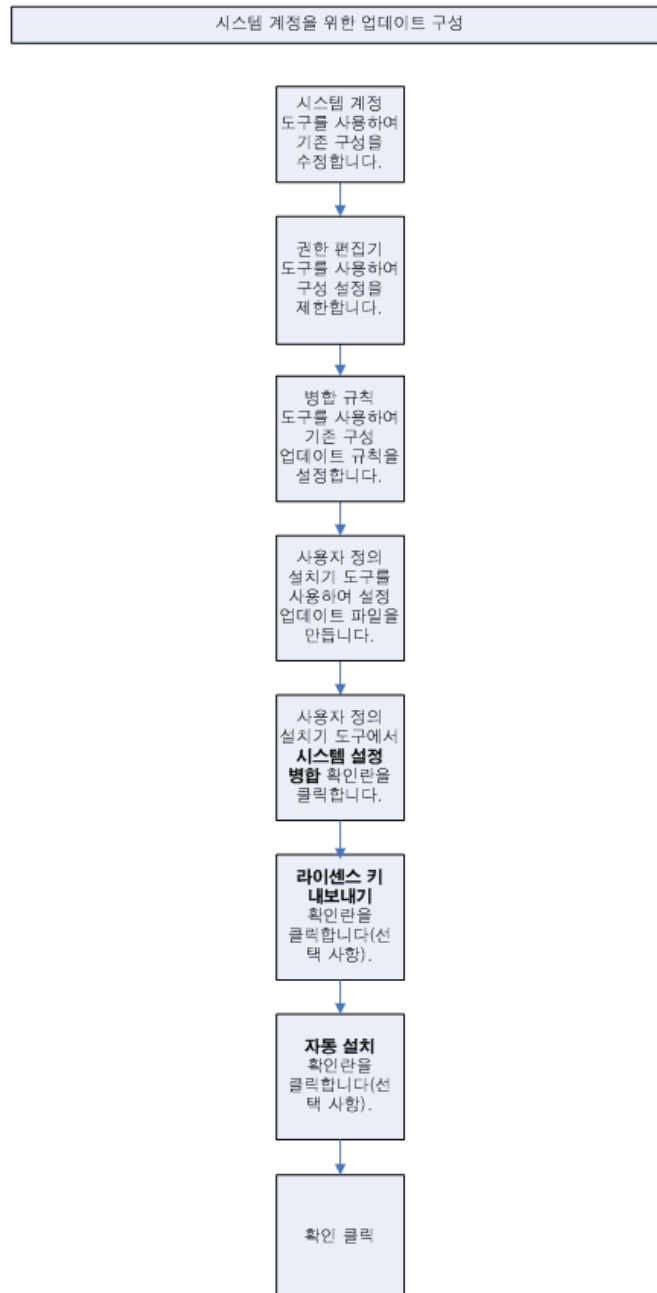 시스템 계정을 위한 업데이트 구성
시스템 계정
도구를 사용하여
기존 구성을
수정합니다.
권한 편집기
도구를 사용하여
구성 설정을
제한합니다.
병합 규칙
도구를 사용하여
기존 구성
업데이트 규칙을
설정합니다.
사용자 정의
설치기 도구를
사용하여 설정
업데이트 파일을
만듭니다.
사용자 정의
설치기 도구에서
시스템 설정
병합 확인란을
클릭합니다.
라이센스 키
내보내기
확인란을
클릭합니다(선
택 사항).
자동 설치
확인란을
클릭합니다(선
택 사항).
확인 클릭